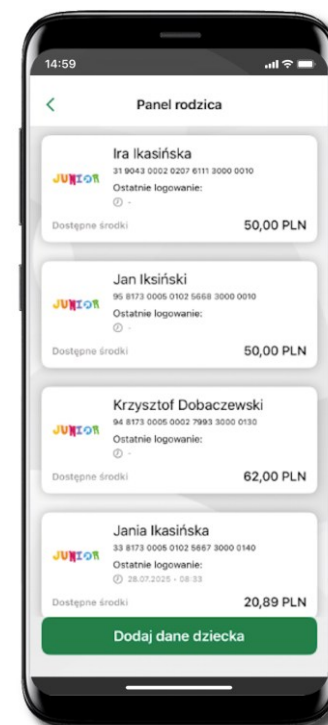 14:59
Panel rodzica
JUNIOR
Ira Ikasińska
31 9043 0002 0207 6111 3000 0010
Ostatnie logowanie:
-
Dostępne środki 50,00 PLN
JUNIOR
Jan Iksiński
95 8173 0005 0102 5668 3000 0010
Ostatnie logowanie:
-
Dostępne środki 50,00 PLN
JUNIOR
Krzysztof Dobaczewski
94 8173 0005 0002 7993 3000 0130
Ostatnie logowanie:
-
Dostępne środki 62,00 PLN
JUNIOR
Jania Ikasińska
33 8173 0005 0102 5667 3000 0140
Ostatnie logowanie:
28.07.2025 - 08:33
Dostępne środki 20,89 PLN
Dodaj dane dziecka